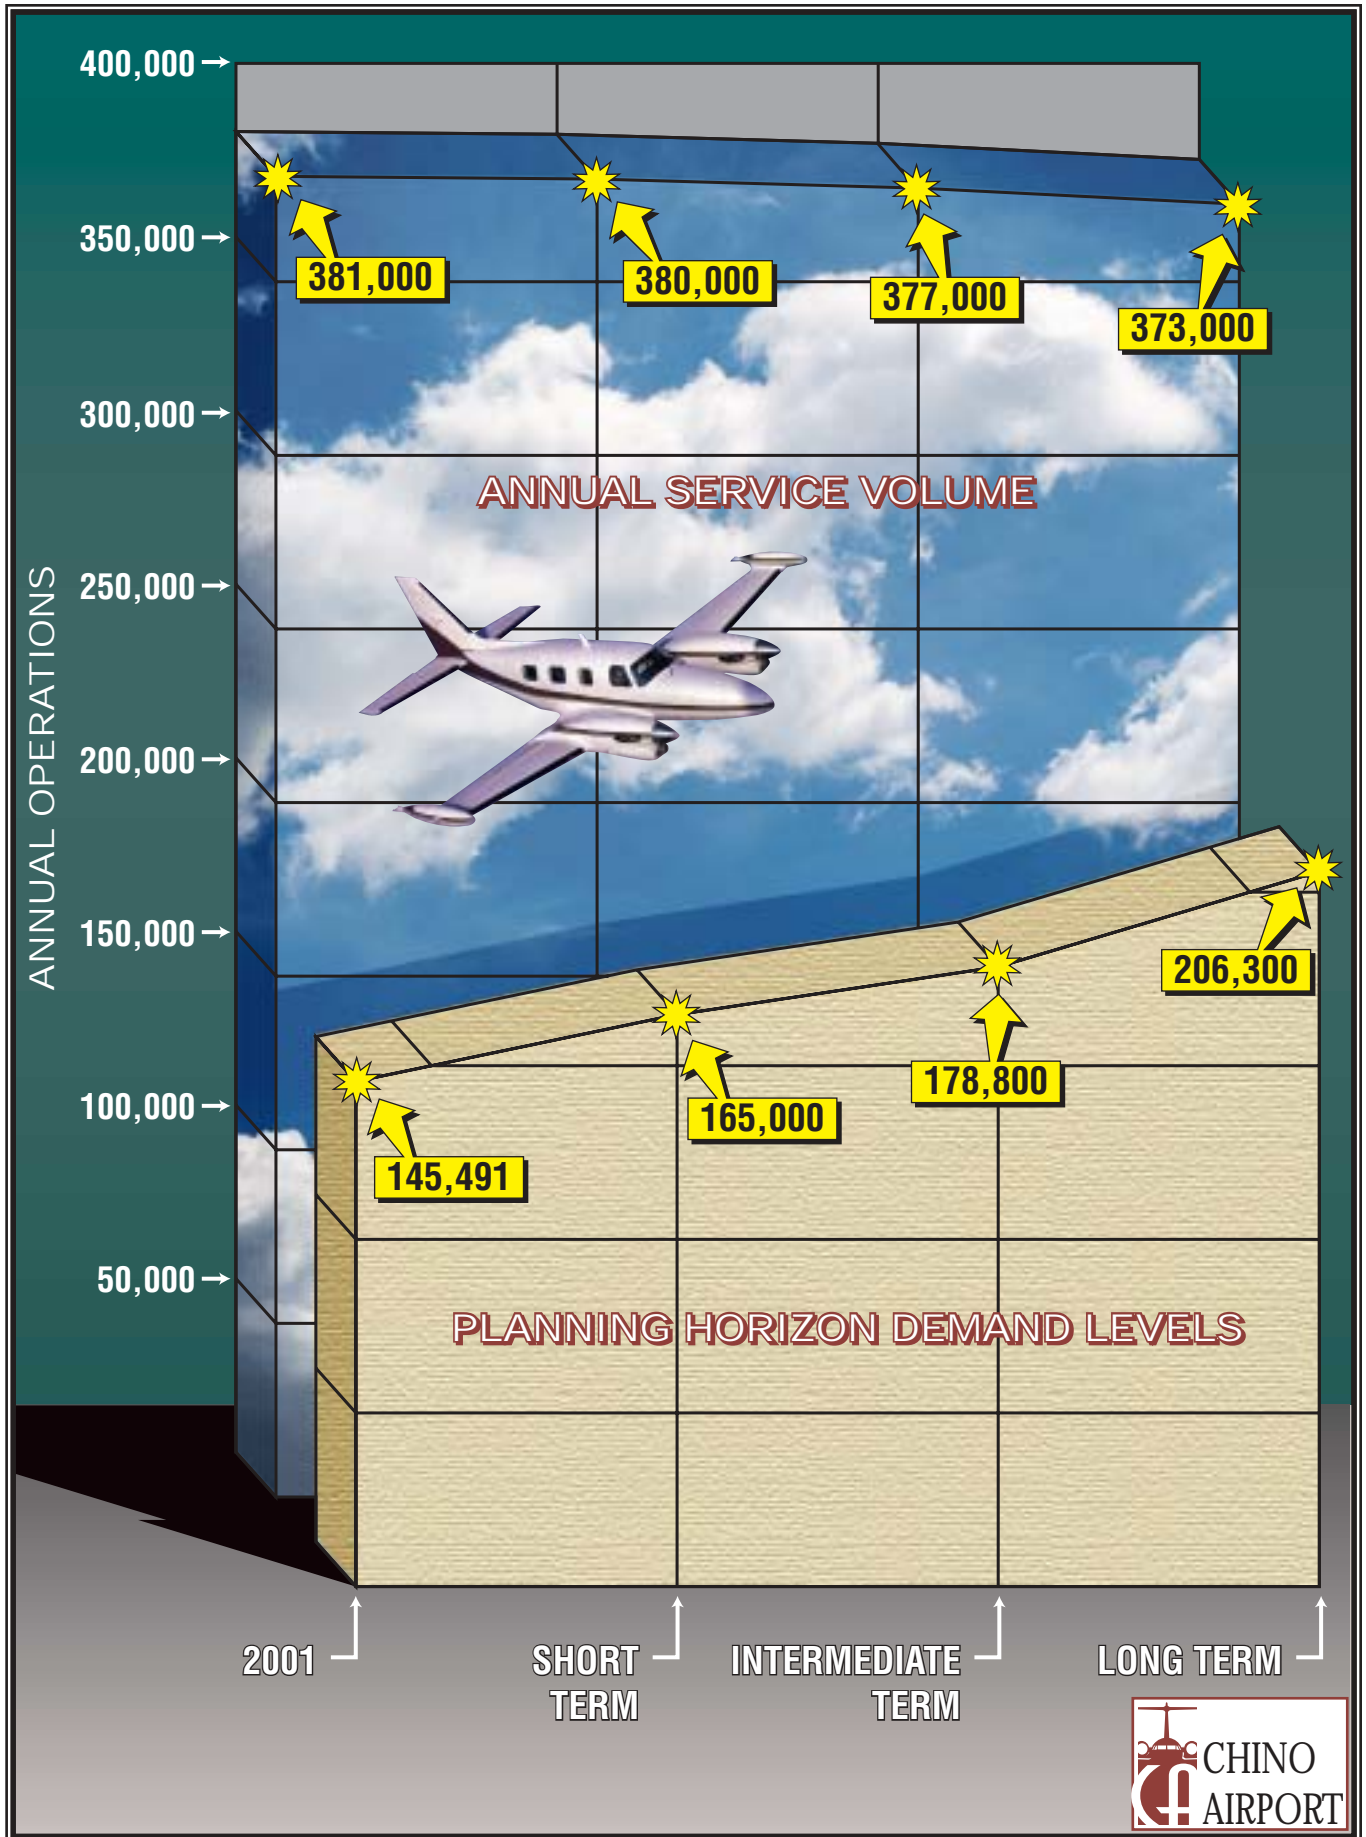 400,000
350,000
300,000
250,000
200,000
150,000
100,000
50,000
ANNUAL OPERATIONS
381,000
380,000
377,000
373,000
ANNUAL SERVICE VOLUME
206,300
178,800
165,000
145,491
PLANNING HORIZON DEMAND LEVELS
2001
SHORT
TERM
INTERMEDIATE
TERM
LONG TERM
CA
CHINO
AIRPORT